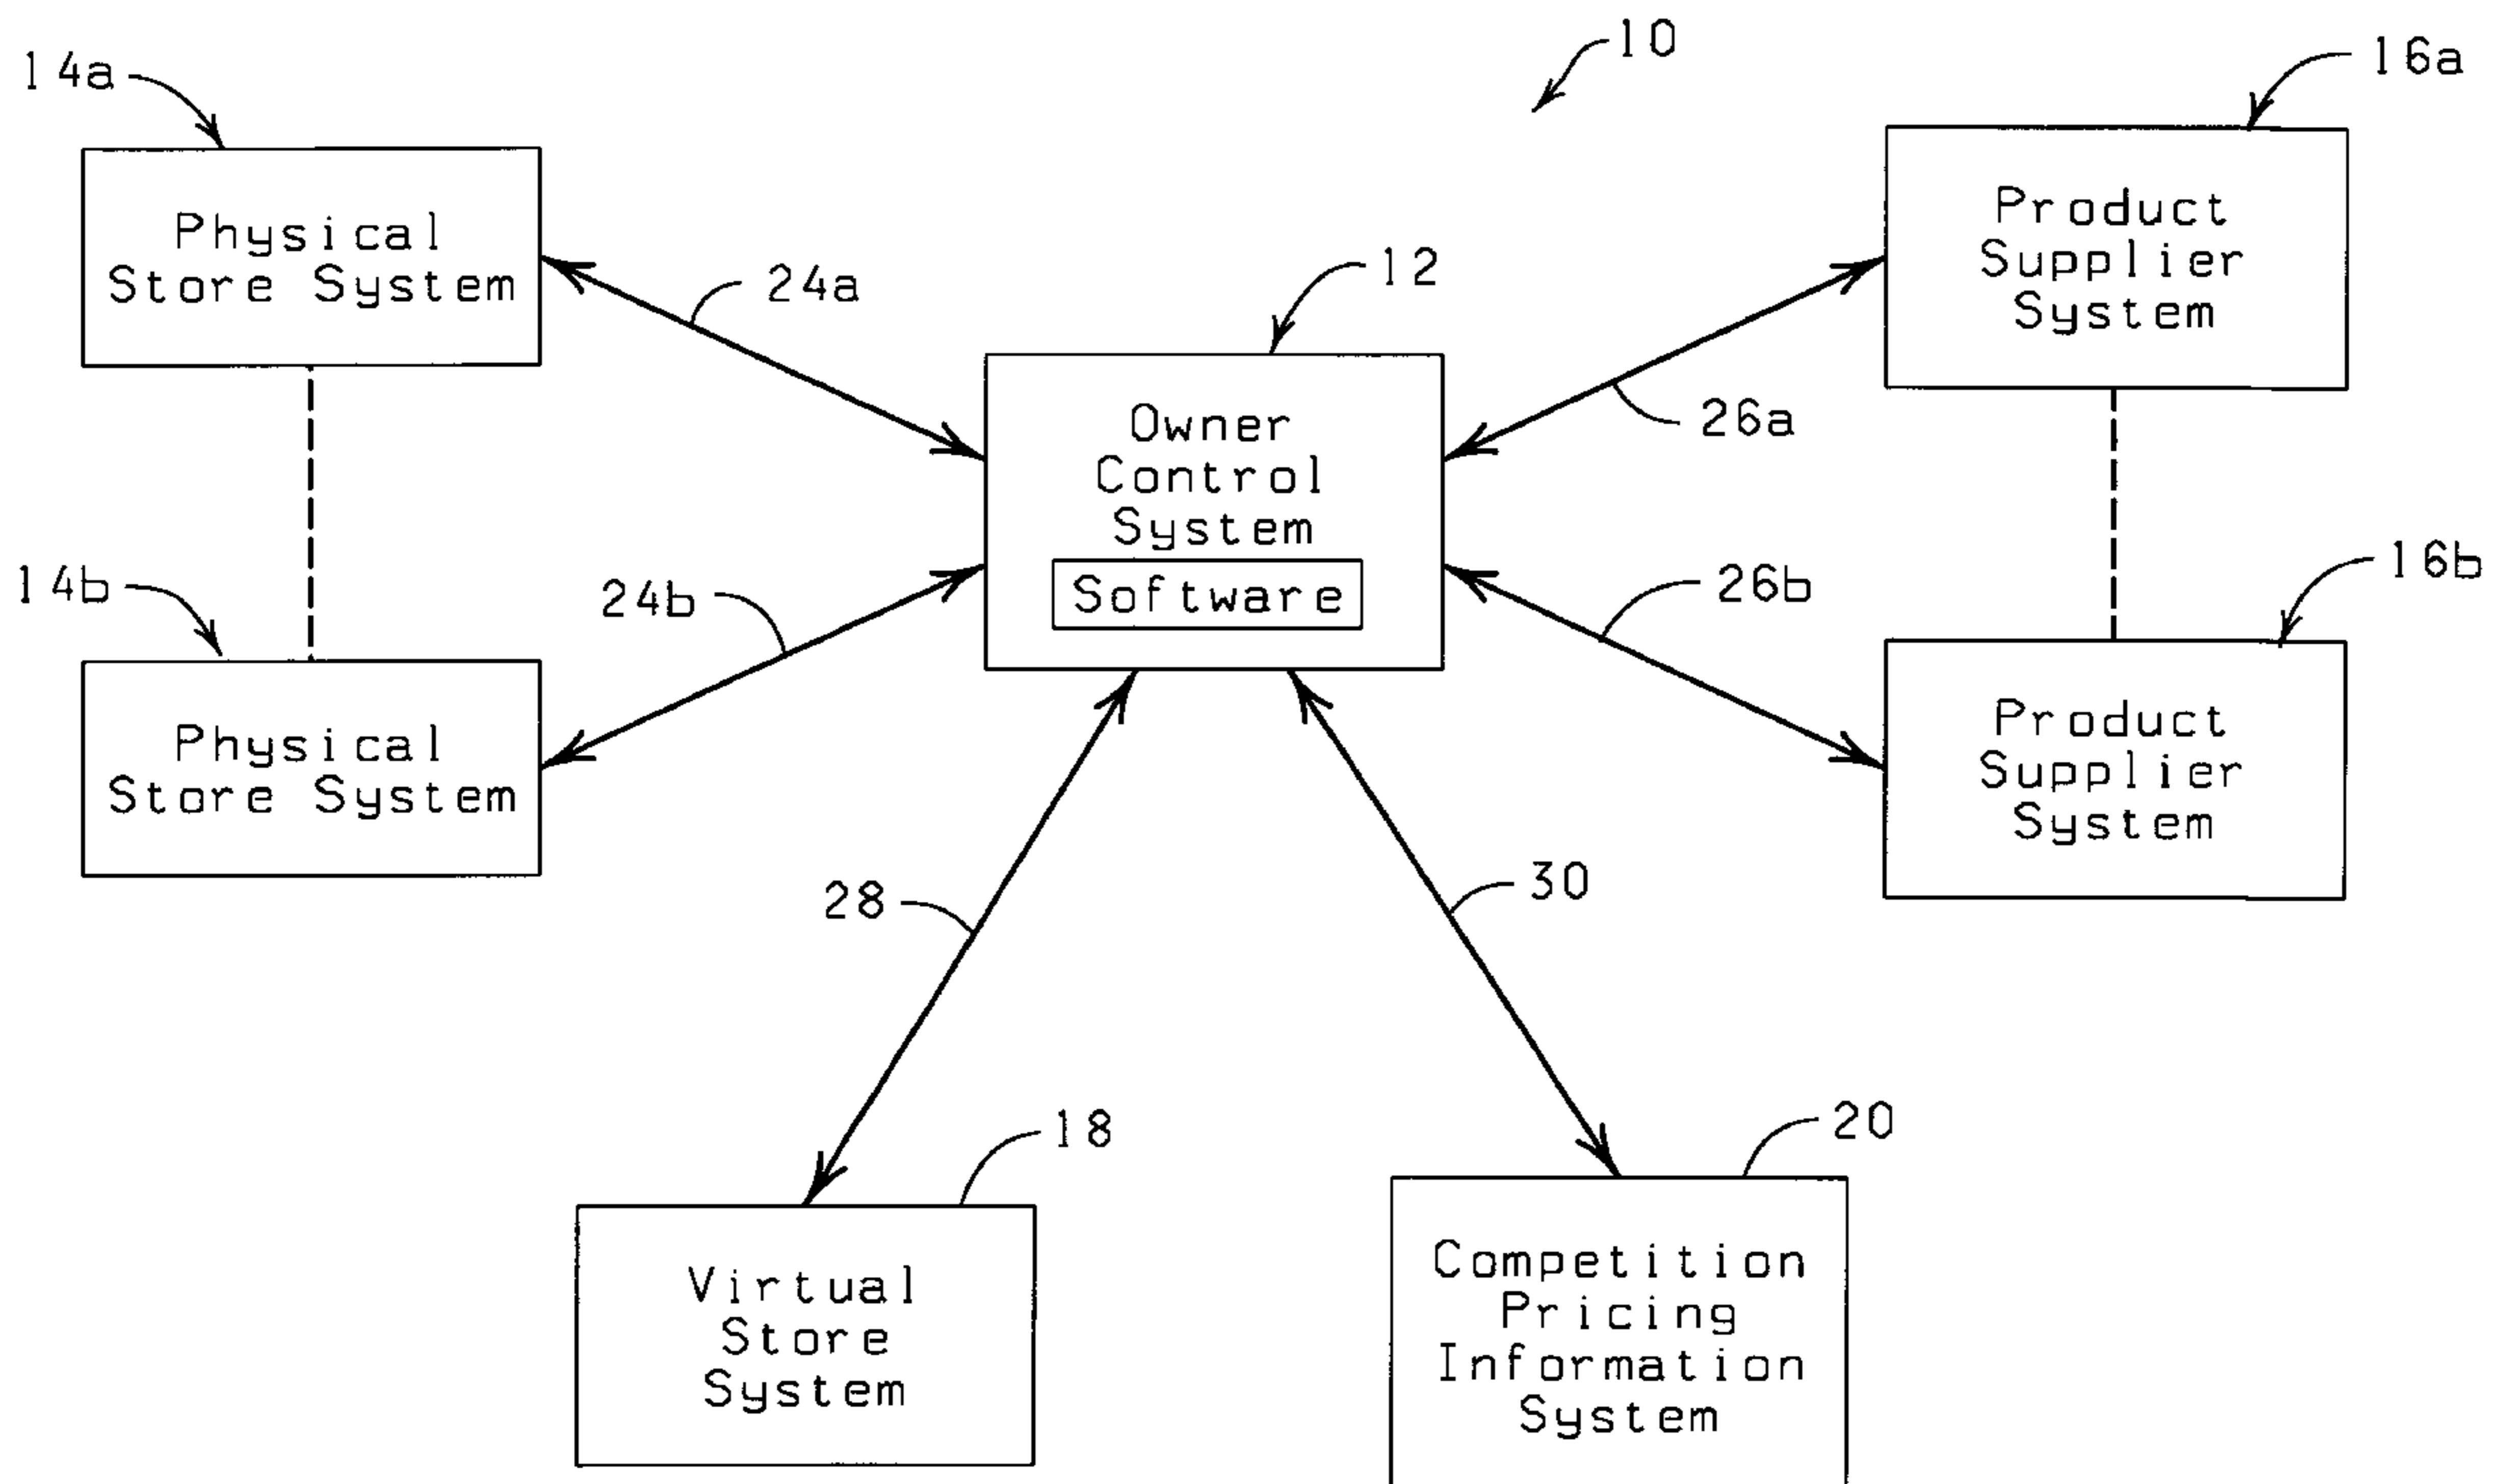 10
14a
16a
Physical
Store System
Product
Supplier
System
24a
12
26a
Owner
Control
System
Software
14b
24b
26b
16b
Physical
Store System
Product
Supplier
System
28
30
18
20
Virtual
Store
System
Competition
Pricing
Information
System